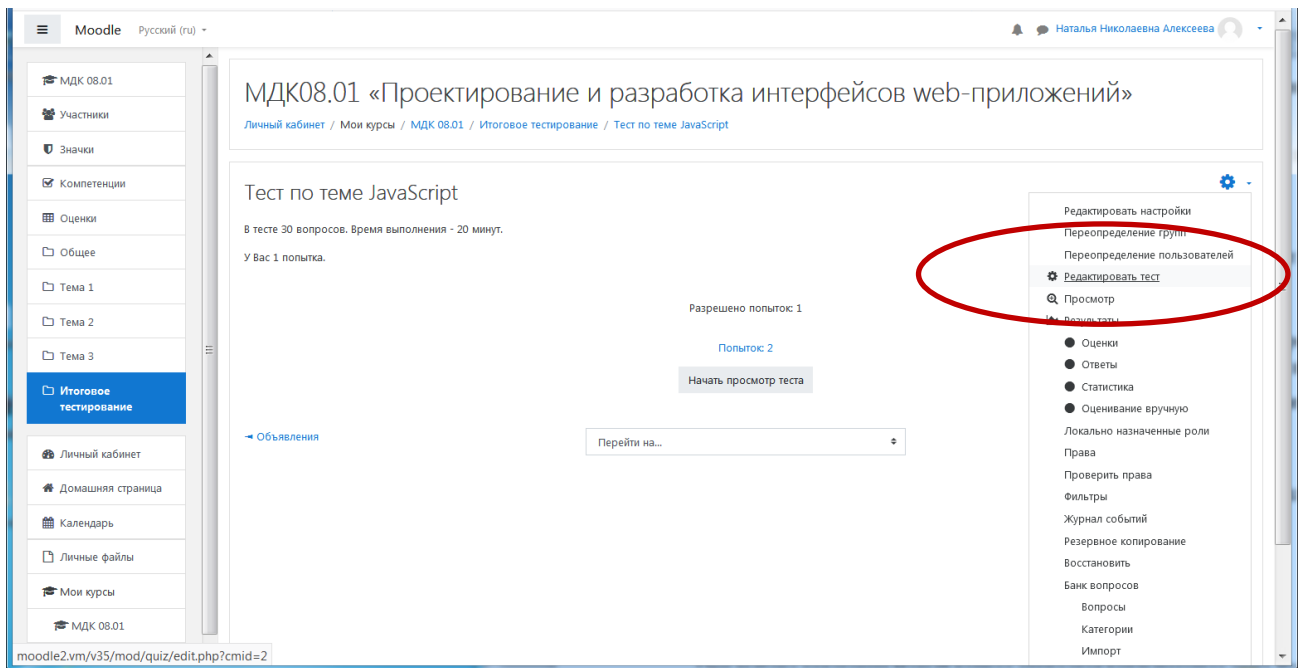 Moodle Русский (ru)
Наталья Николаевна Алексеева
МДК 08.01
Участники
Значки
Компетенции
Оценки
Общее
Тема 1
Тема 2
Тема 3
Итоговое
тестирование
Личный кабинет
Домашняя страница
Календарь
Личные файлы
Мои курсы
МДК 08.01
МДК08.01 «Проектирование и разработка интерфейсов web-приложений»
Личный кабинет / Мои курсы / МДК 08.01 / Итоговое тестирование / Тест по теме JavaScript
Тест по теме JavaScript
В тесте 30 вопросов. Время выполнения - 20 минут.
У Вас 1 попытка.
Разрешено попыток: 1
Попыток: 2
Начать просмотр теста
◄ Объявления
Перейти на...
Редактировать настройки
Переопределение групп
Переопределение пользователей
Редактировать тест
Просмотр
Результаты
Оценки
Ответы
Статистика
Оценивание вручную
Локально назначенные роли
Права
Проверить права
Фильтры
Журнал событий
Резервное копирование
Восстановить
Банк вопросов
Вопросы
Категории
Импорт
moodle2.vm/v35/mod/quiz/edit.php?cmid=2